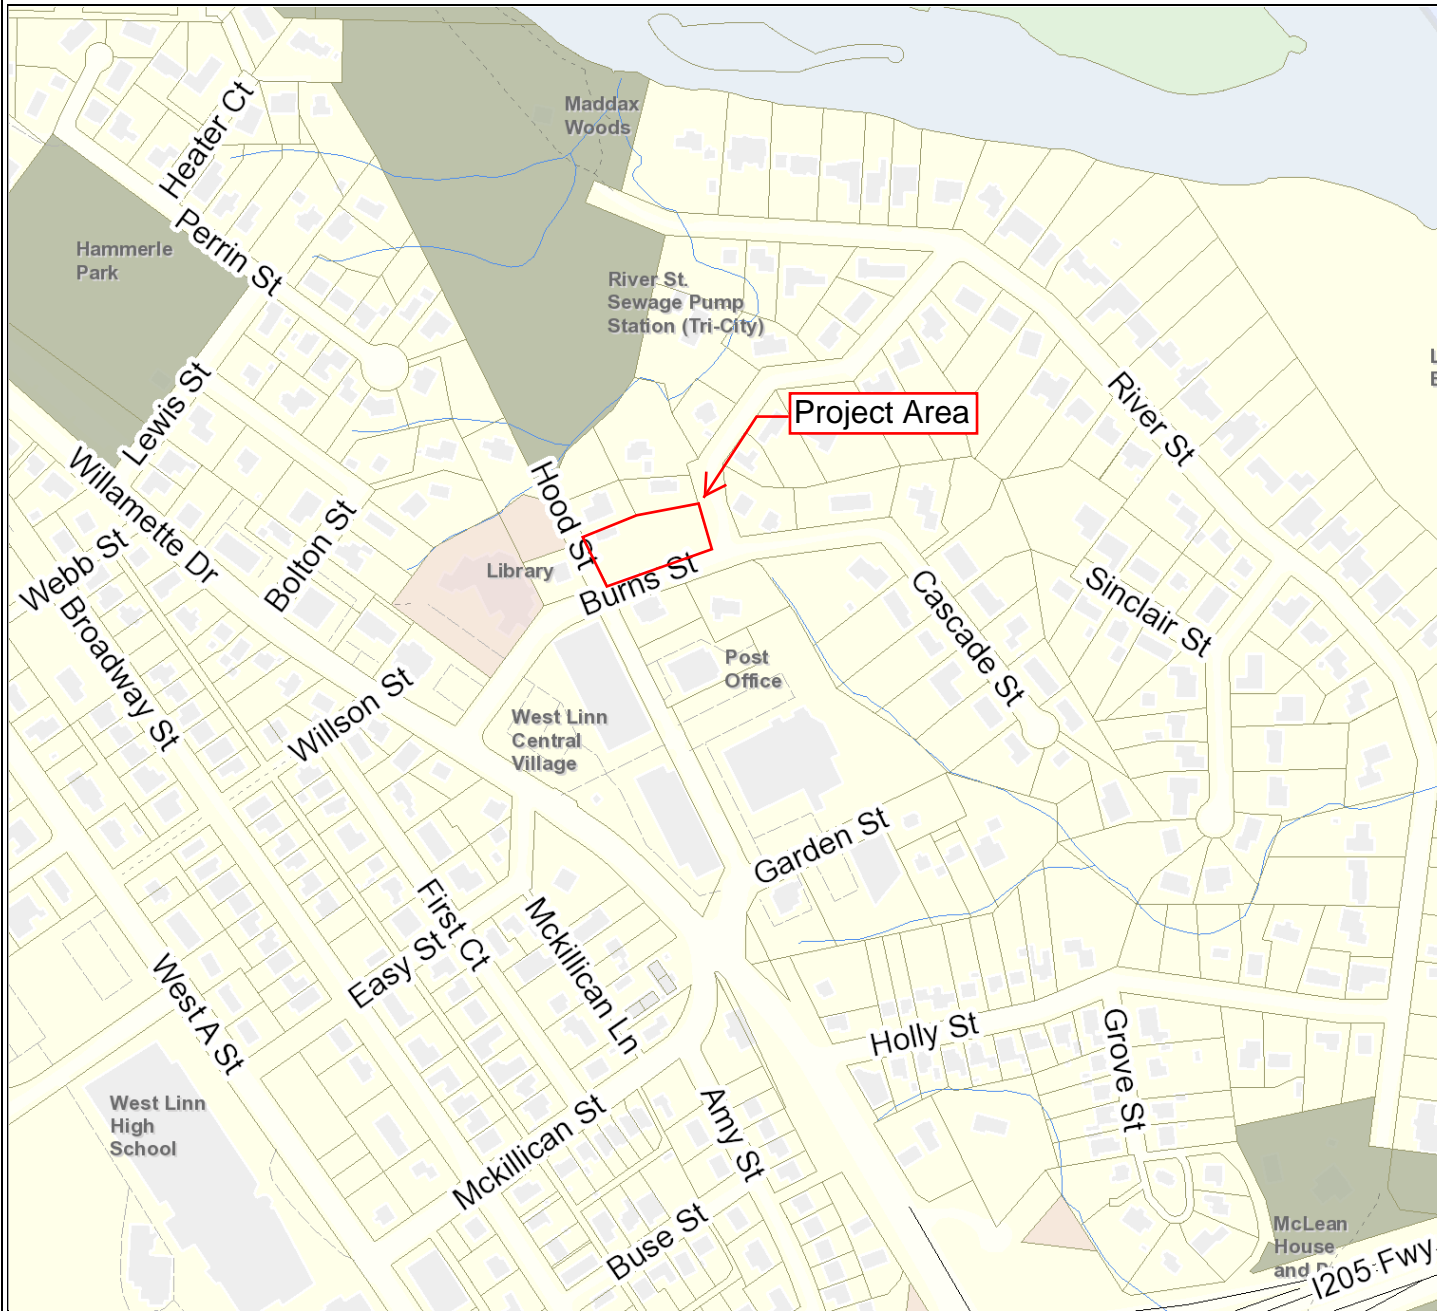 Maddax
Woods
Heater Ct
Perrin St
Hammerle
Park
River St.
Sewage Pump
Station (Tri-City)
L
E
Project Area
River St
Lewis St
Willamette Dr
Hood St
Bolton St
Webb St
Library
Burns St
Broadway St
Cascade St
Sinclair St
Post
Office
Willson St
West Linn
Central
Village
Garden St
First Ct
Mckillican Ln
Easy St
West A St
Holly St
Grove St
West Linn
High
School
Mckillican St
Amy St
Buse St
McLean
House
and
I205 Fwy